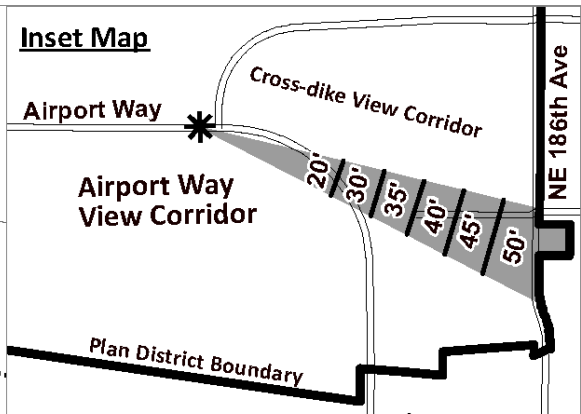 Inset Map
Cross-dike View Corridor
NE 186th Ave
Airport Way
20'
30'
35'
40'
45'
50'
Airport Way
View Corridor
Plan District Boundary